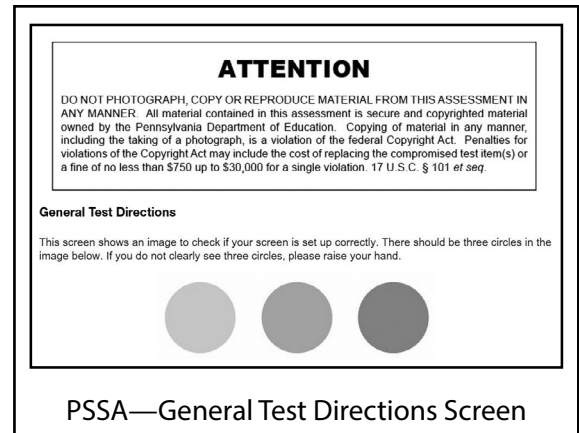 ATTENTION
DO NOT PHOTOGRAPH, COPY OR REPRODUCE MATERIAL FROM THIS ASSESSMENT IN
ANY MANNER. All material contained in this assessment is secure and copyrighted material
owned by the Pennsylvania Department of Education. Copying of material in any manner,
including the taking of a photograph, is a violation of the federal Copyright Act. Penalties for
violations of the Copyright Act may include the cost of replacing the compromised test item(s) or
a fine of no less than $750 up to $30,000 for a single violation. 17 U.S.C. § 101 et seq.
General Test Directions
This screen shows an image to check if your screen is set up correctly. There should be three circles in the
image below. If you do not clearly see three circles, please raise your hand.
PSSA—General Test Directions Screen